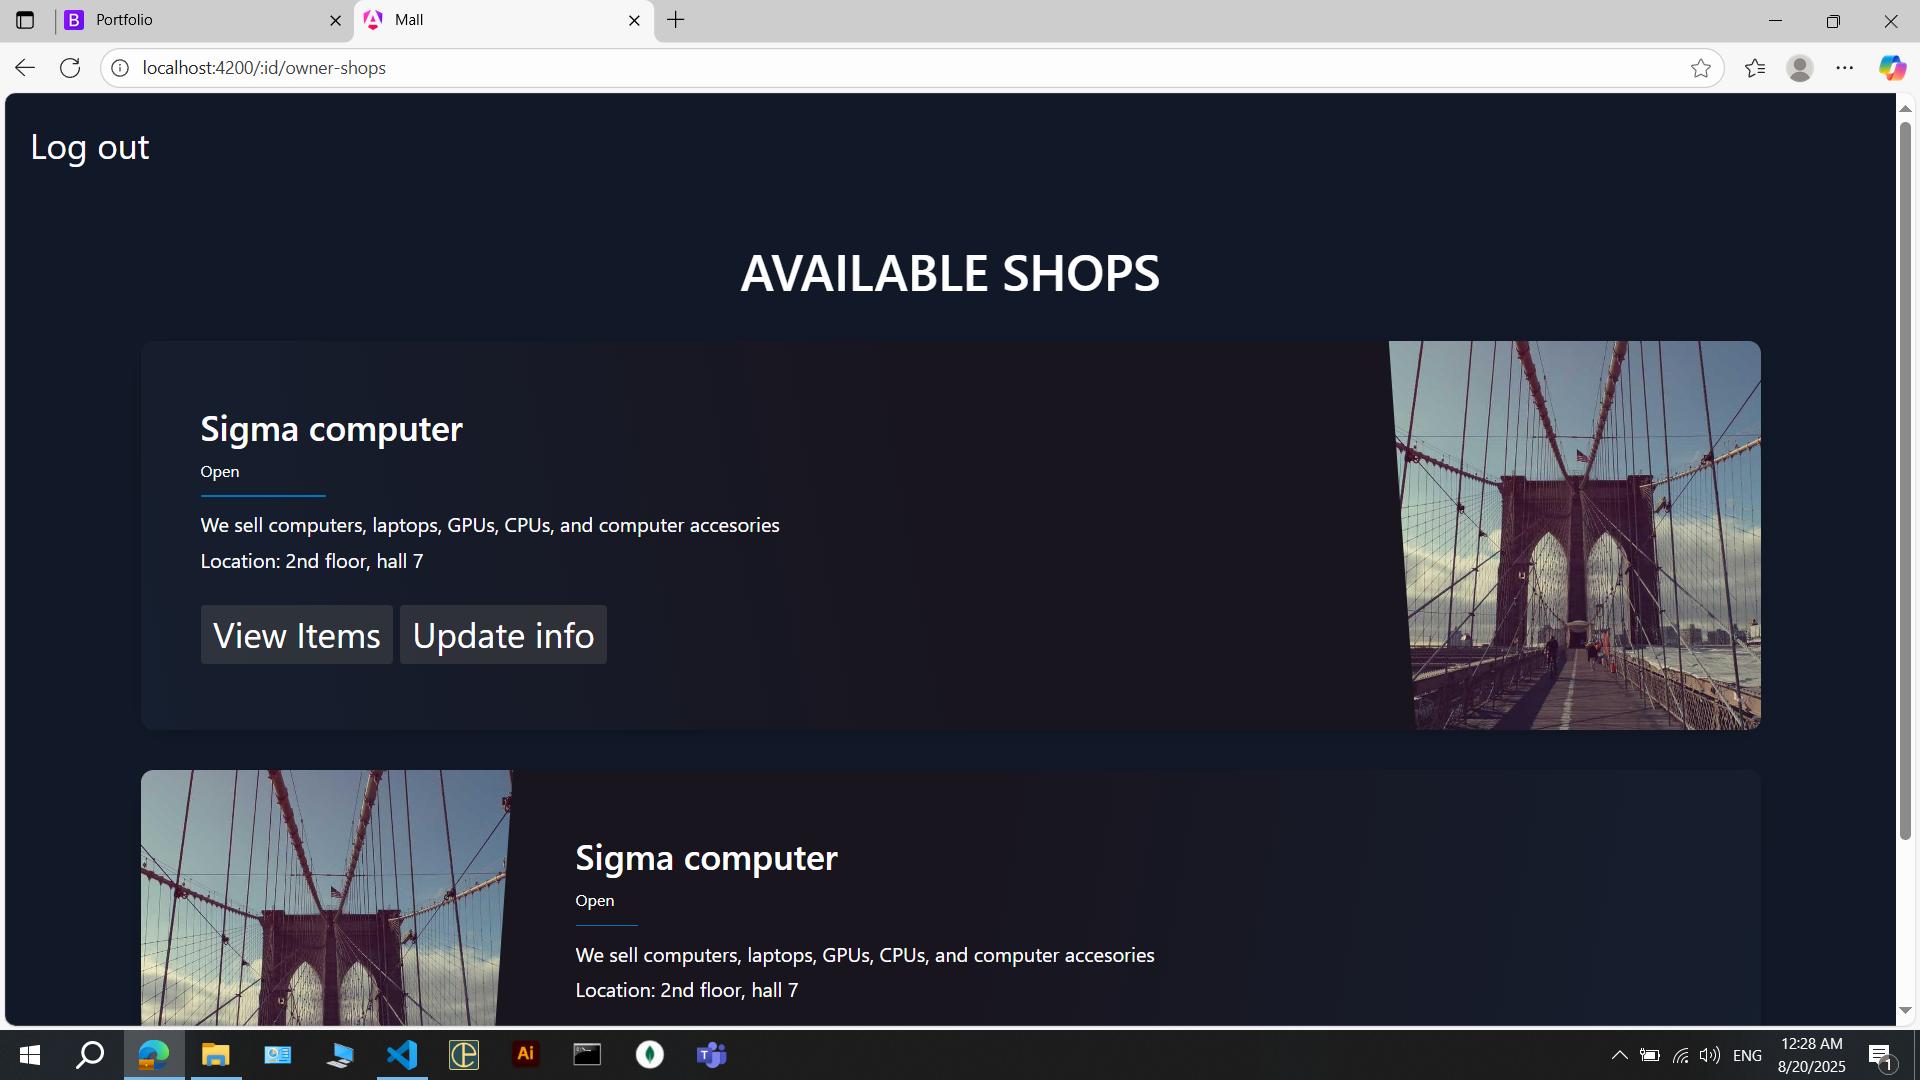 Portfolio
Mall
localhost:4200/:id/owner-shops
Log out
AVAILABLE SHOPS
Sigma computer
Open
We sell computers, laptops, GPUs, CPUs, and computer accesories
Location: 2nd floor, hall 7
View Items
Update info
Sigma computer
Open
We sell computers, laptops, GPUs, CPUs, and computer accesories
Location: 2nd floor, hall 7
Ai
ENG
12:28 AM
8/20/2025
1